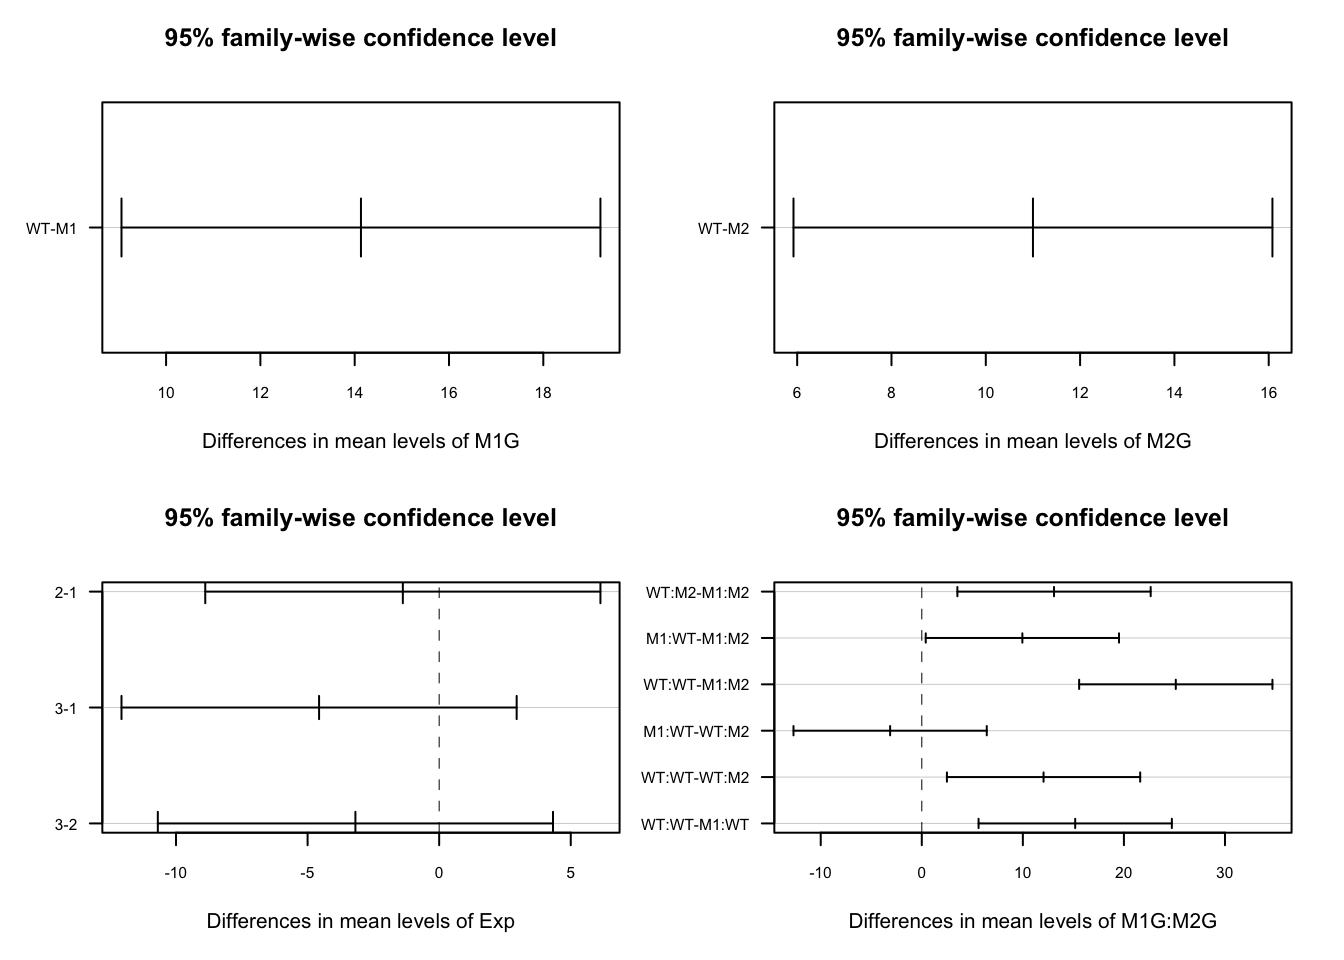 95% family-wise confidence level
WT-M1
10 12 14 16 18
Differences in mean levels of M1G
95% family-wise confidence level
WT-M2
6 8 10 12 14 16
Differences in mean levels of M2G
95% family-wise confidence level
2-1
3-1
3-2
-10 -5 0 5
Differences in mean levels of Exp
95% family-wise confidence level
WT:M2-M1:M2
M1:WT-M1:M2
WT:WT-M1:M2
M1:WT-WT:M2
WT:WT-WT:M2
WT:WT-M1:WT
-10 0 10 20 30
Differences in mean levels of M1G:M2G